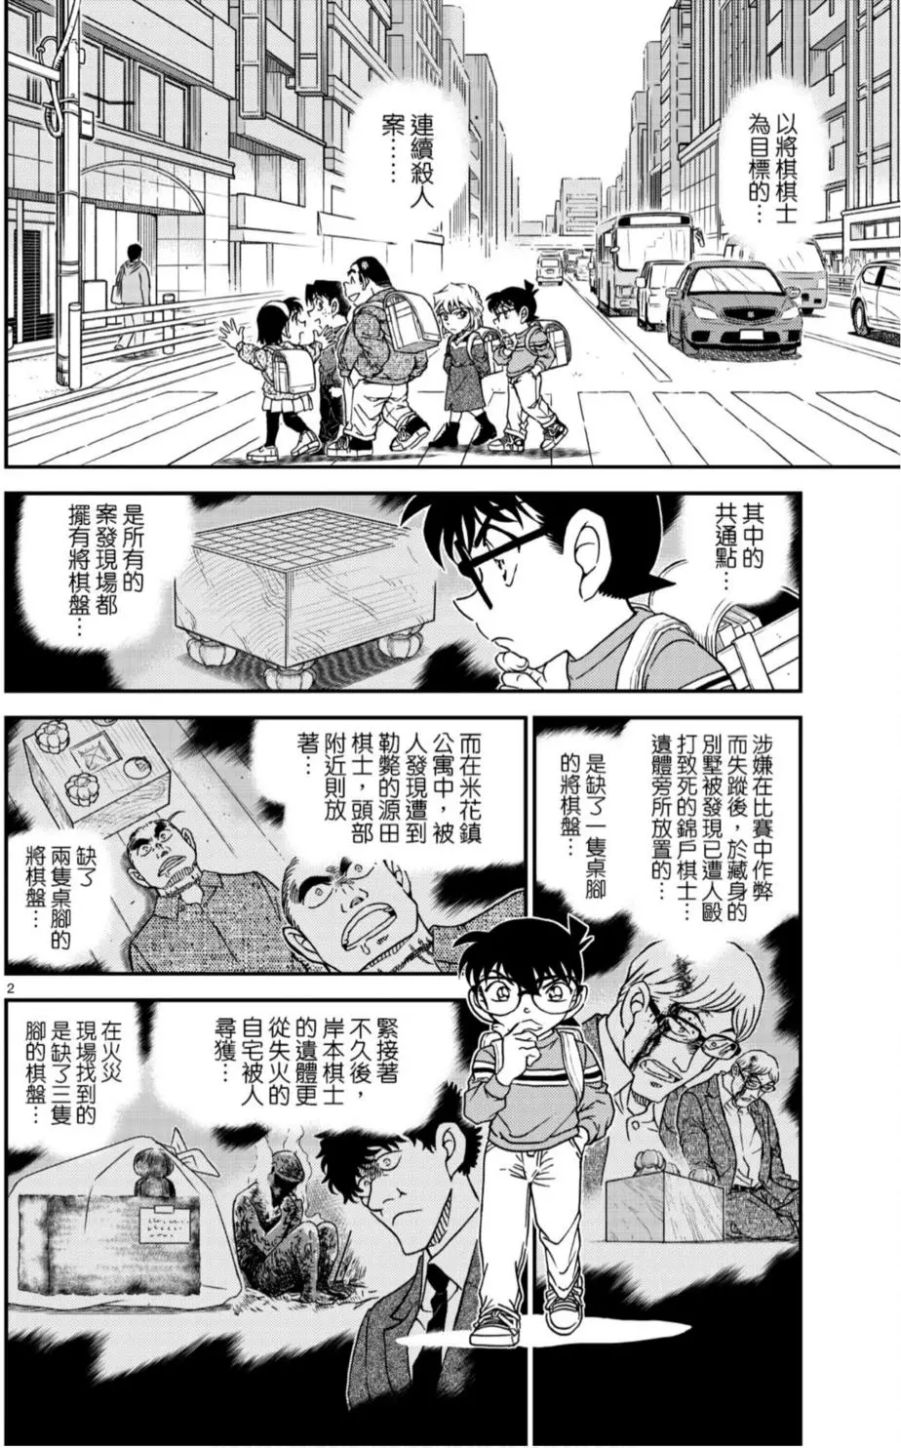 以將棋棋士
為目標的…
連續殺人
案……
其中的
共通點…
是所有的
案發現場都
擺有將棋盤…
涉嫌在比賽中作弊
而失蹤後，於藏身的
別墅被發現已遭人毆
打致死的錦戶棋士…
遺體旁所放置的…
是缺了一隻桌腳
的將棋盤…
而在米花鎮
公寓中，被
人發現遭到
勒斃的源田
棋士，頭部
附近則放
著…
缺了
兩隻桌腳的
將棋盤…
緊接著
不久後，
岸本棋士
的遺體更
從失火的
自宅被人
尋獲…
在火災
現場找到的
是缺了三隻
腳的棋盤…
2